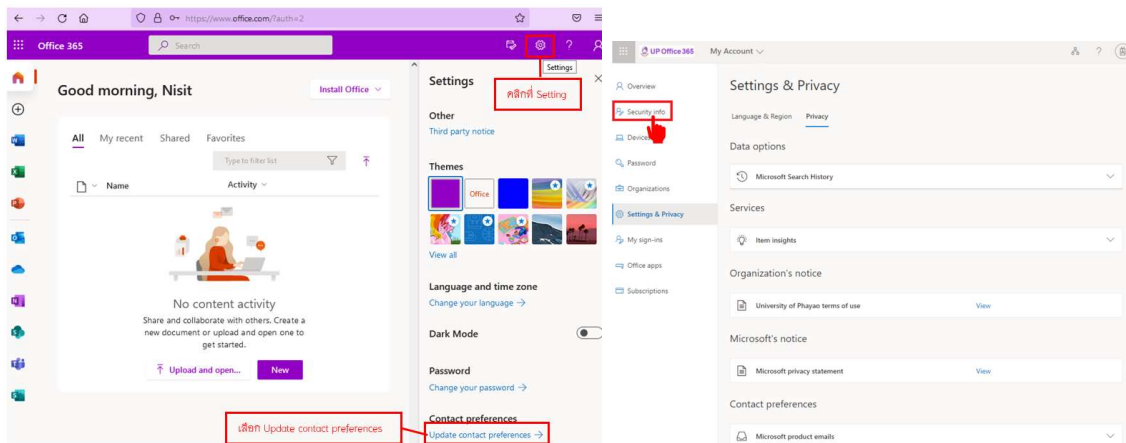 https://www.office.com/?auth=2
Office 365
Search
Settings
คลิกที่ Setting
Good morning, Nisit
Install Office
All My recent Shared Favorites
Type to filter list
Name Activity
No content activity
Share and collaborate with others. Create a
new document or upload and open one to
get started.
Upload and open... New
Settings
Other
Third party notice
Themes
Office
View all
Language and time zone
Change your language →
Dark Mode
Password
Change your password →
Contact preferences
Update contact preferences →
เลือก Update contact preferences
UP Office365 My Account
?
Overview
Security info
Devices
Password
Organizations
Settings & Privacy
My sign-ins
Office apps
Subscriptions
Settings & Privacy
Language & Region Privacy
Data options
Microsoft Search History
Services
Item insights
Organization's notice
University of Phayao terms of use View
Microsoft's notice
Microsoft privacy statement View
Contact preferences
Microsoft product emails